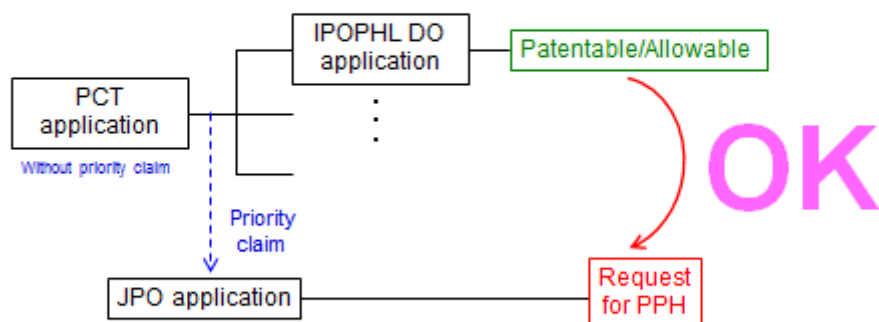 IPOPHL DO
application
Patentable/Allowable
PCT
application
Without priority claim
OK
Priority
claim
Request
for PPH
JPO application